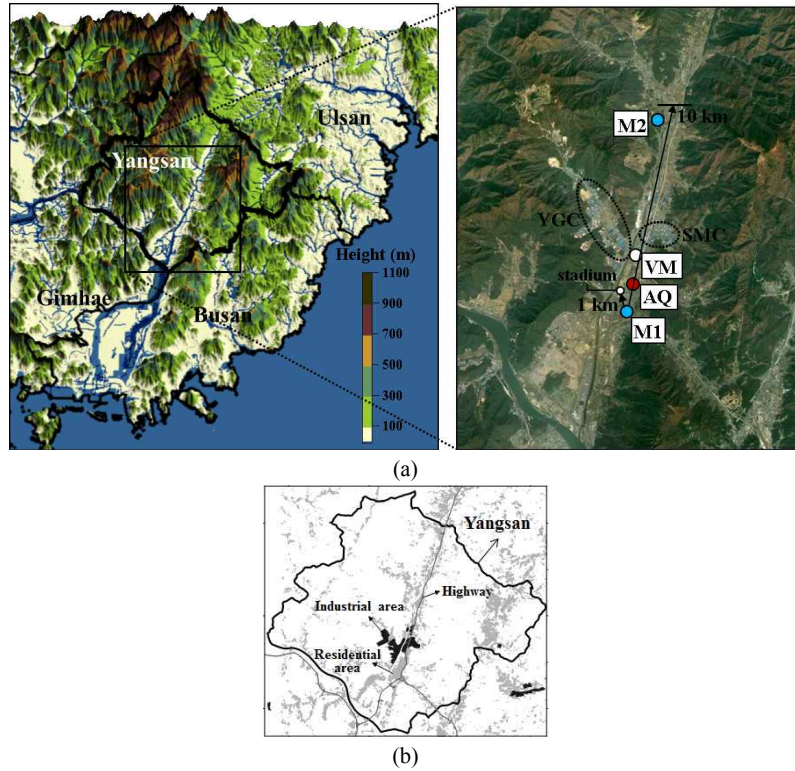 Ulsan
Yangsan
Height (m)
1100
900
700
500
300
100
Gimhae
Busan
10 km
M2
YGC
SMC
VM
stadium
AQ
1 km
M1
(a)
Yangsan
Highway
Industrial area
Residential
area
t
(b)